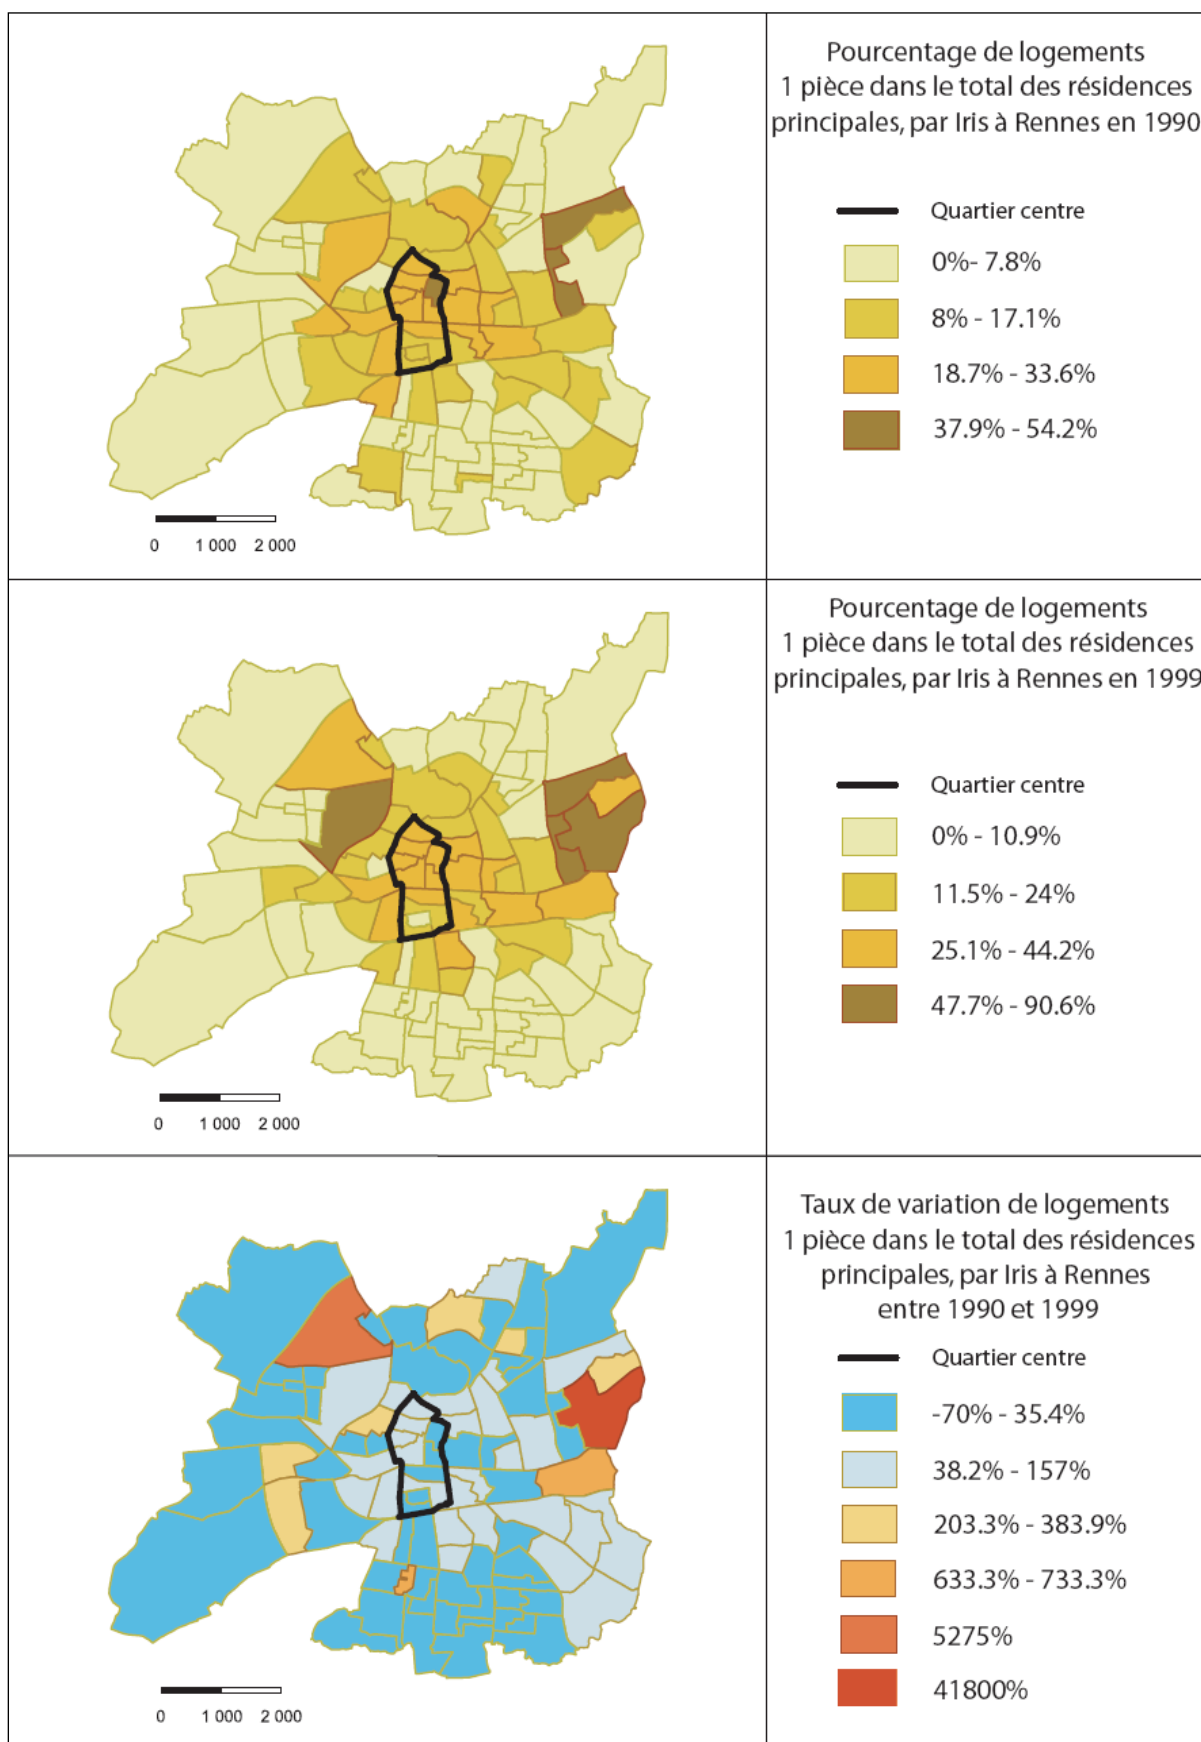 Pourcentage de logements
1 pièce dans le total des résidences
principales, par Iris à Rennes en 1990
Quartier centre
0%- 7.8%
8% - 17.1%
18.7% - 33.6%
37.9% - 54.2%
0 1 000 2 000
Pourcentage de logements
1 pièce dans le total des résidences
principales, par Iris à Rennes en 1999
Quartier centre
0% - 10.9%
11.5% - 24%
25.1% - 44.2%
47.7% - 90.6%
0 1 000 2 000
Taux de variation de logements
1 pièce dans le total des résidences
principales, par Iris à Rennes
entre 1990 et 1999
Quartier centre
-70% - 35.4%
38.2% - 157%
203.3% - 383.9%
633.3% - 733.3%
5275%
41800%
0 1 000 2 000